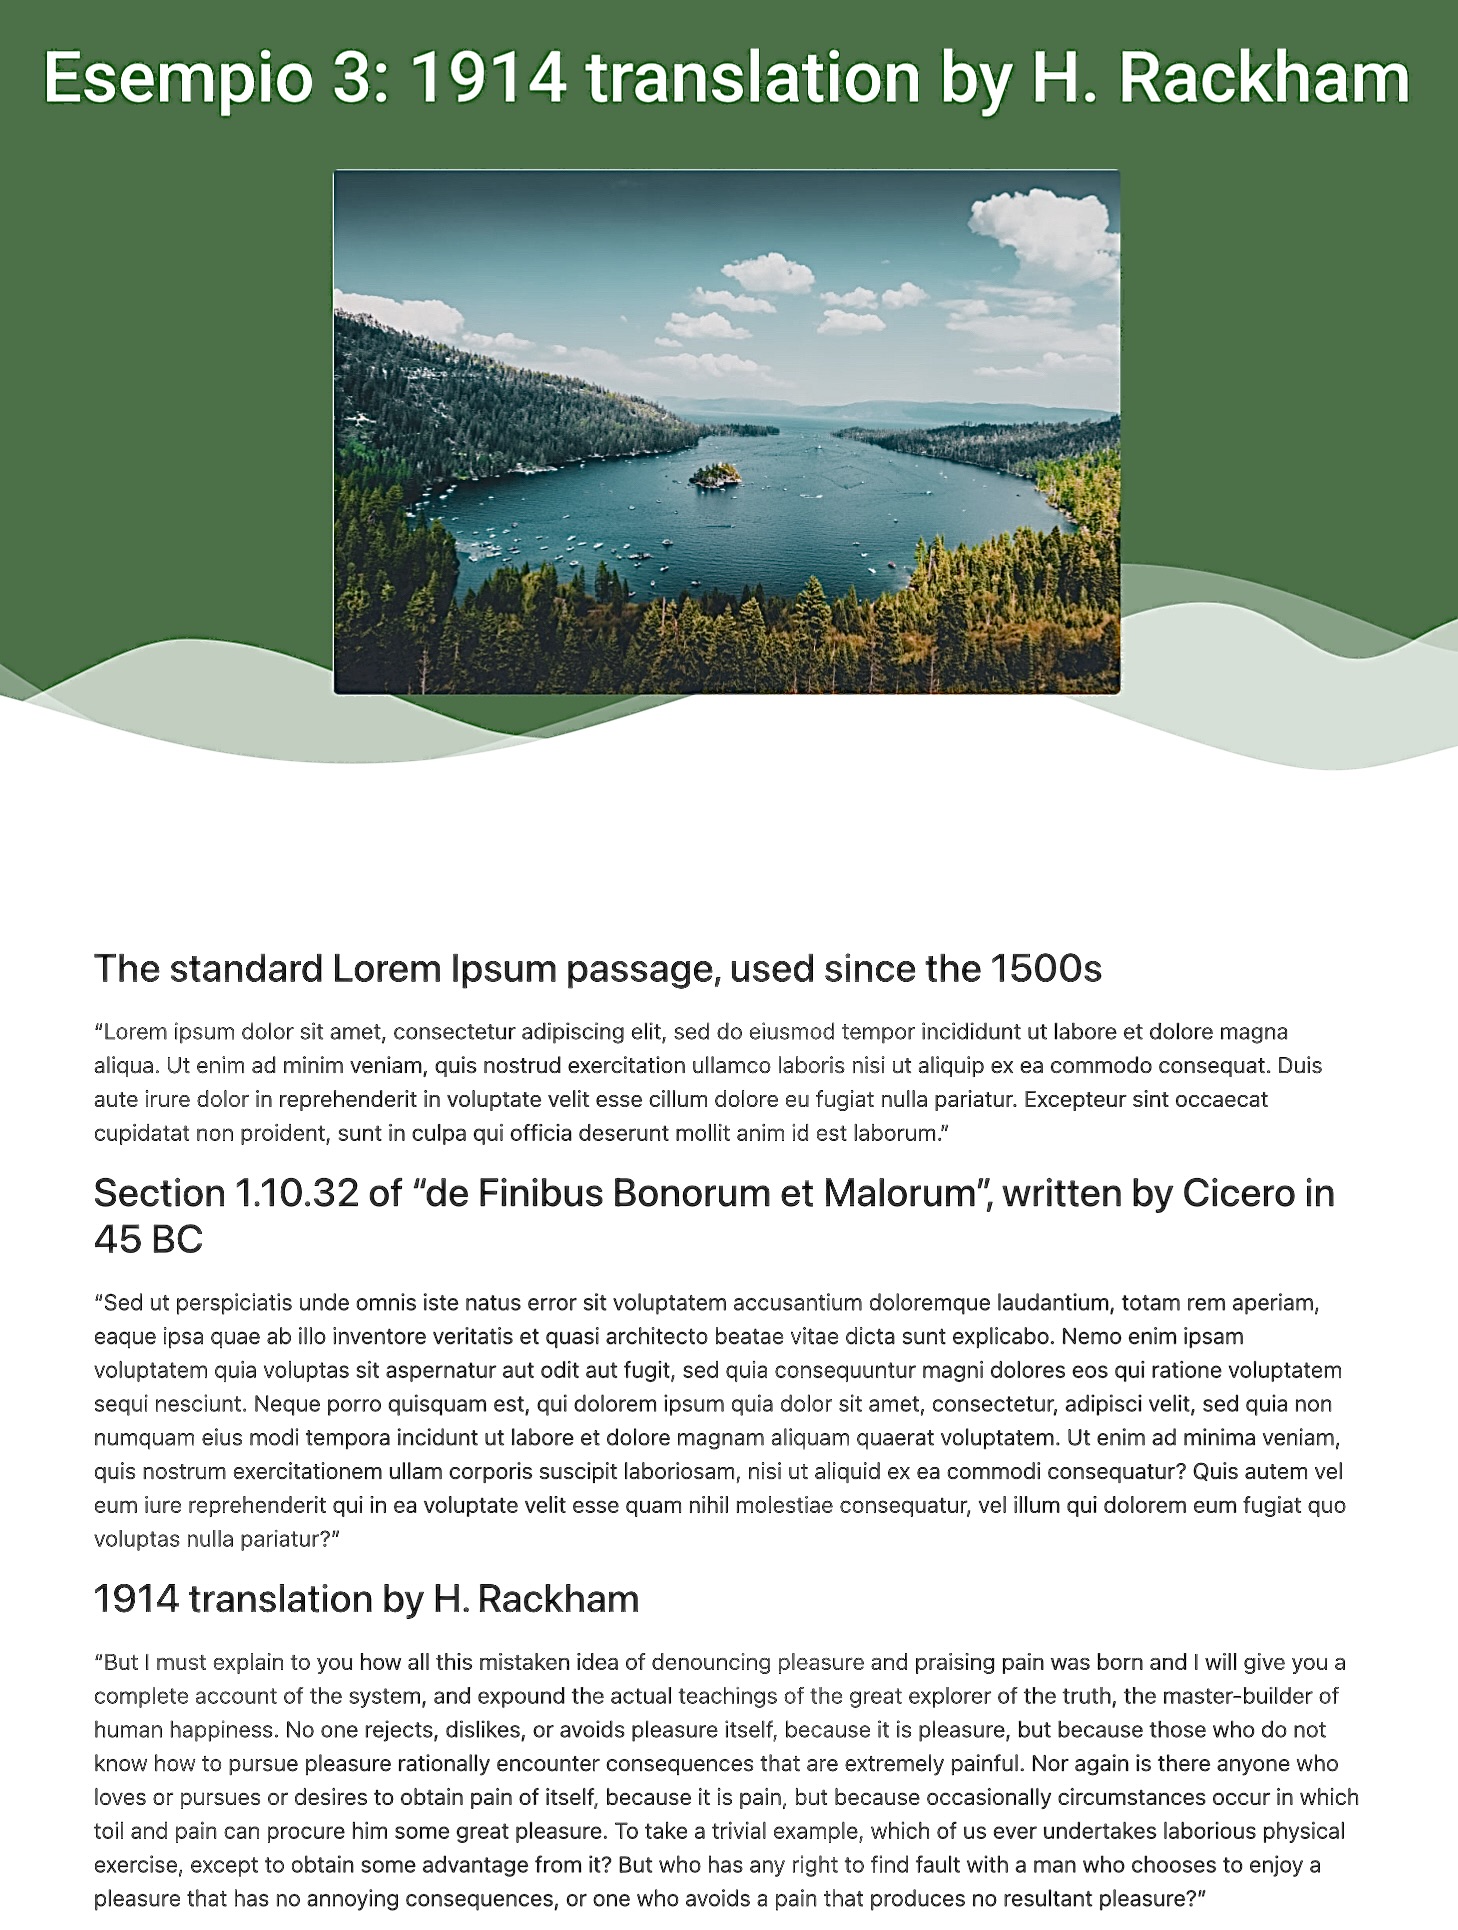 Esempio 3: 1914 translation by H. Rackham
The standard Lorem Ipsum passage, used since the 1500s
“Lorem ipsum dolor sit amet, consectetur adipiscing elit, sed do eiusmod tempor incididunt ut labore et dolore magna
aliqua. Ut enim ad minim veniam, quis nostrud exercitation ullamco laboris nisi ut aliquip ex ea commodo consequat. Duis
aute irure dolor in reprehenderit in voluptate velit esse cillum dolore eu fugiat nulla pariatur. Excepteur sint occaecat
cupidatat non proident, sunt in culpa qui officia deserunt mollit anim id est laborum.”
Section 1.10.32 of “de Finibus Bonorum et Malorum”, written by Cicero in
45 BC
“Sed ut perspiciatis unde omnis iste natus error sit voluptatem accusantium doloremque laudantium, totam rem aperiam,
eaque ipsa quae ab illo inventore veritatis et quasi architecto beatae vitae dicta sunt explicabo. Nemo enim ipsam
voluptatem quia voluptas sit aspernatur aut odit aut fugit, sed quia consequuntur magni dolores eos qui ratione voluptatem
sequi nesciunt. Neque porro quisquam est, qui dolorem ipsum quia dolor sit amet, consectetur, adipisci velit, sed quia non
numquam eius modi tempora incidunt ut labore et dolore magnam aliquam quaerat voluptatem. Ut enim ad minima veniam,
quis nostrum exercitationem ullam corporis suscipit laboriosam, nisi ut aliquid ex ea commodi consequatur? Quis autem vel
eum iure reprehenderit qui in ea voluptate velit esse quam nihil molestiae consequatur, vel illum qui dolorem eum fugiat quo
voluptas nulla pariatur?”
1914 translation by H. Rackham
“But I must explain to you how all this mistaken idea of denouncing pleasure and praising pain was born and I will give you a
complete account of the system, and expound the actual teachings of the great explorer of the truth, the master-builder of
human happiness. No one rejects, dislikes, or avoids pleasure itself, because it is pleasure, but because those who do not
know how to pursue pleasure rationally encounter consequences that are extremely painful. Nor again is there anyone who
loves or pursues or desires to obtain pain of itself, because it is pain, but because occasionally circumstances occur in which
toil and pain can procure him some great pleasure. To take a trivial example, which of us ever undertakes laborious physical
exercise, except to obtain some advantage from it? But who has any right to find fault with a man who chooses to enjoy a
pleasure that has no annoying consequences, or one who avoids a pain that produces no resultant pleasure?”